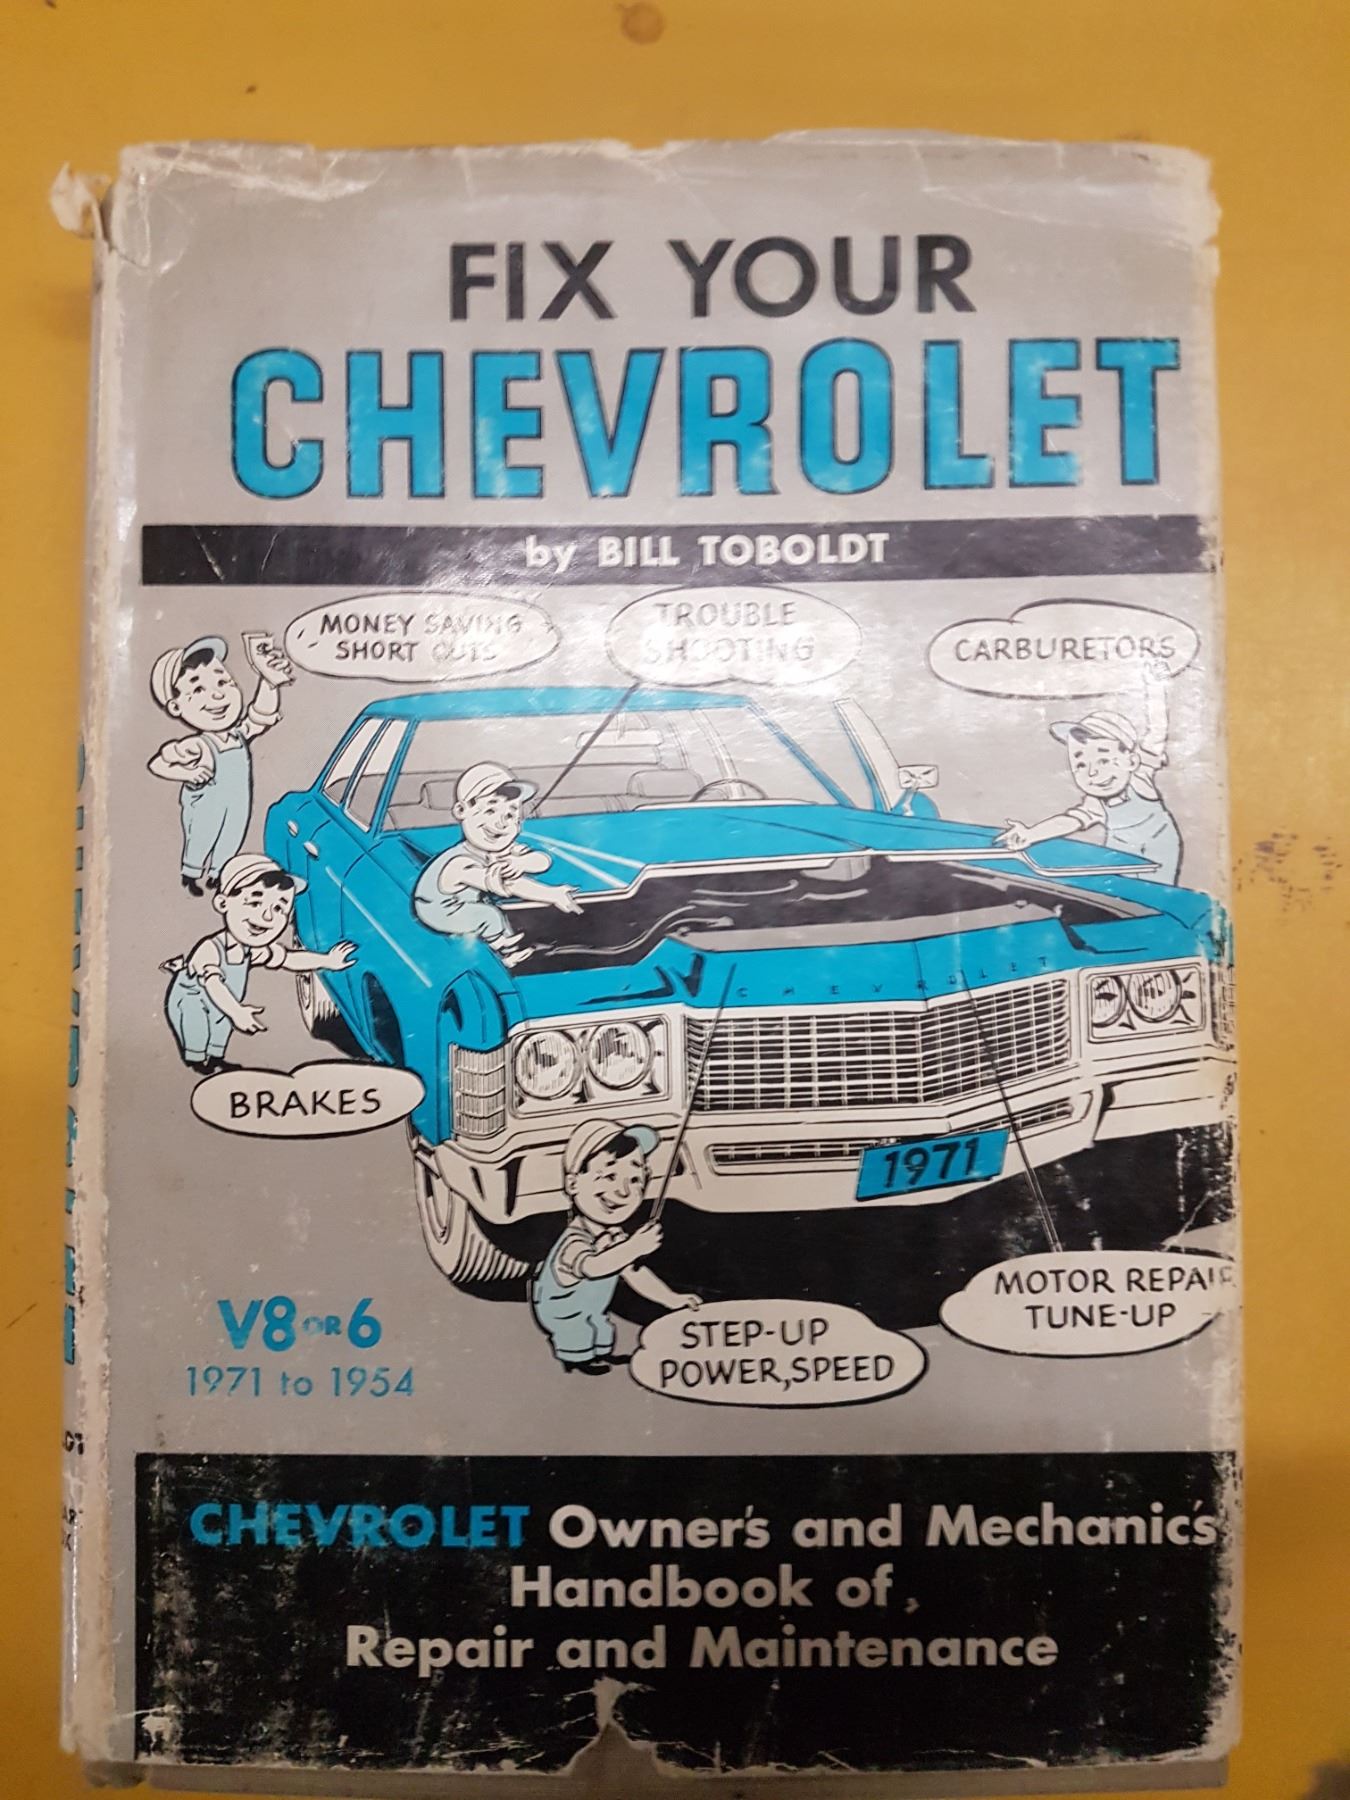 FIX YOUR
CHEVROLET
by BILL TOBOLDT
MONEY SAVING
SHORT CUTS
TROUBLE
SHOOTING
CARBURETORS
BRAKES
CHEVROLET
1971
MOTOR REPAIR
TUNE-UP
STEP-UP
POWER, SPEED
V8 OR 6
1971 to 1954
CHEVROLET Owner's and Mechanic's
Handbook of
Repair and Maintenance